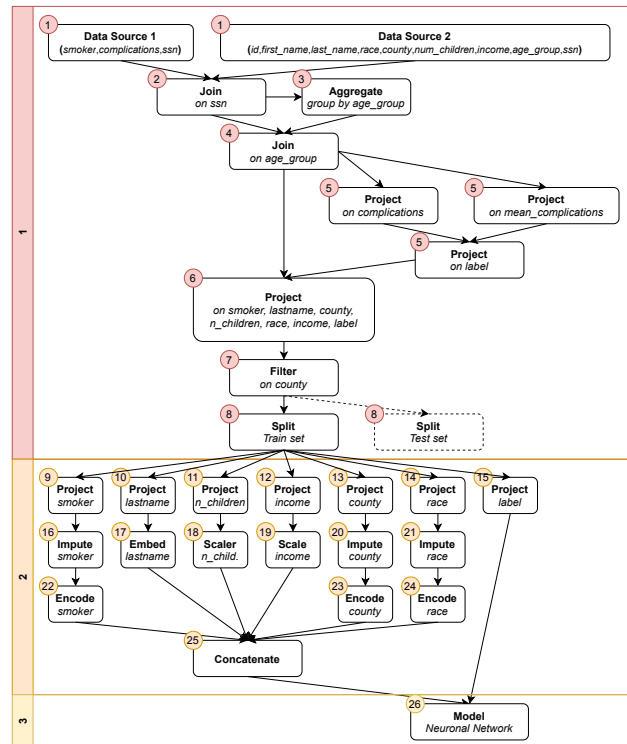 1
Data Source 1
(smoker,complications,ssn)
1
Data Source 2
(id,first_name,last_name,race,county,num_children,income,age_group,ssn)
2
Join
on ssn
3
Aggregate
group by age_group
4
Join
on age_group
5
Project
on complications
5
Project
on mean_complications
5
Project
on label
1
6
Project
on smoker, lastname, county,
n_children, race, income, label
7
Filter
on county
8
Split
Train set
8
Split
Test set
9
Project
smoker
10
Project
lastname
11
Project
n_children
12
Project
income
13
Project
county
14
Project
race
15
Project
label
16
Impute
smoker
17
Embed
lastname
18
Scaler
n_child.
19
Scale
income
20
Impute
county
21
Impute
race
2
22
Encode
smoker
23
Encode
county
24
Encode
race
25
Concatenate
3
26
Model
Neuronal Network